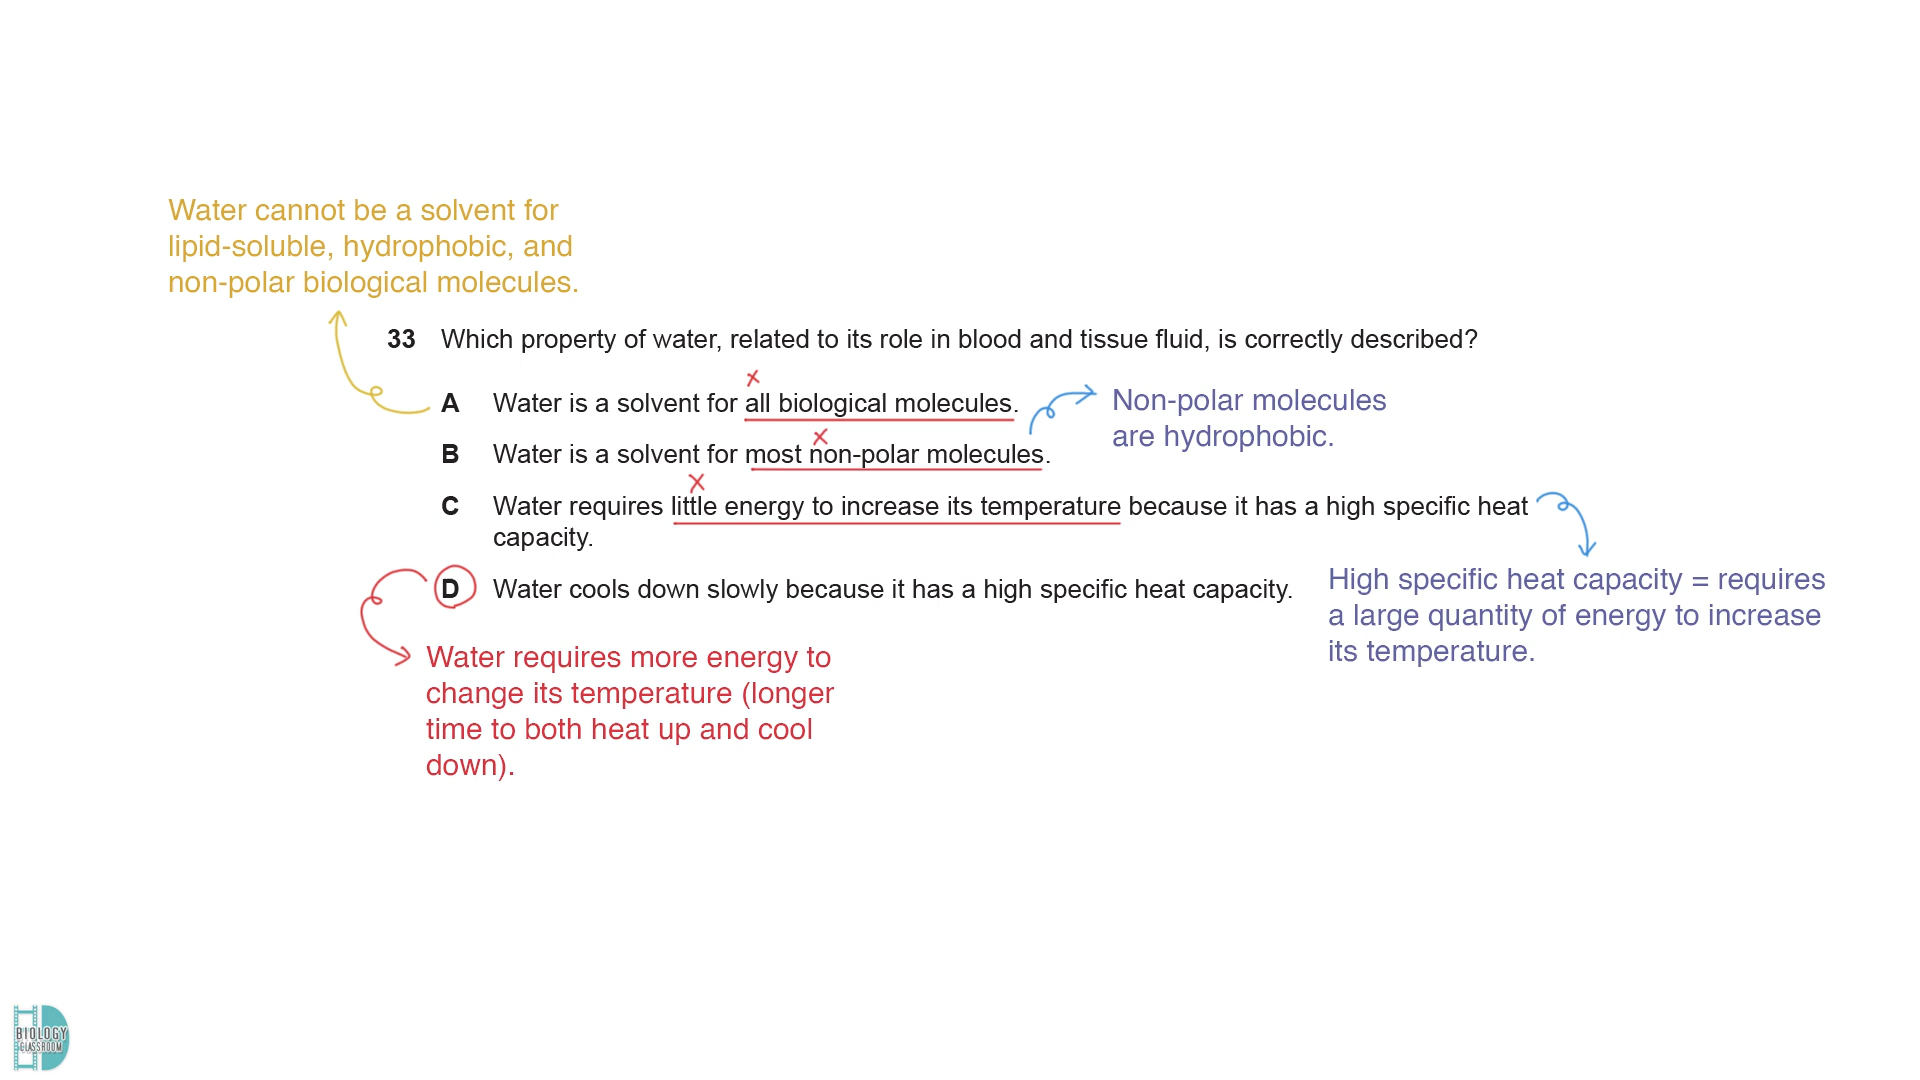 Water cannot be a solvent for
lipid-soluble, hydrophobic, and
non-polar biological molecules.
33 Which property of water, related to its role in blood and tissue fluid, is correctly described?
A Water is a solvent for all biological molecules.
Non-polar molecules
are hydrophobic.
B Water is a solvent for most non-polar molecules.
C Water requires little energy to increase its temperature because it has a high specific heat
capacity.
D Water cools down slowly because it has a high specific heat capacity.
High specific heat capacity = requires
a large quantity of energy to increase
its temperature.
Water requires more energy to
change its temperature (longer
time to both heat up and cool
down).
BIOLOGY
CLASSROOM